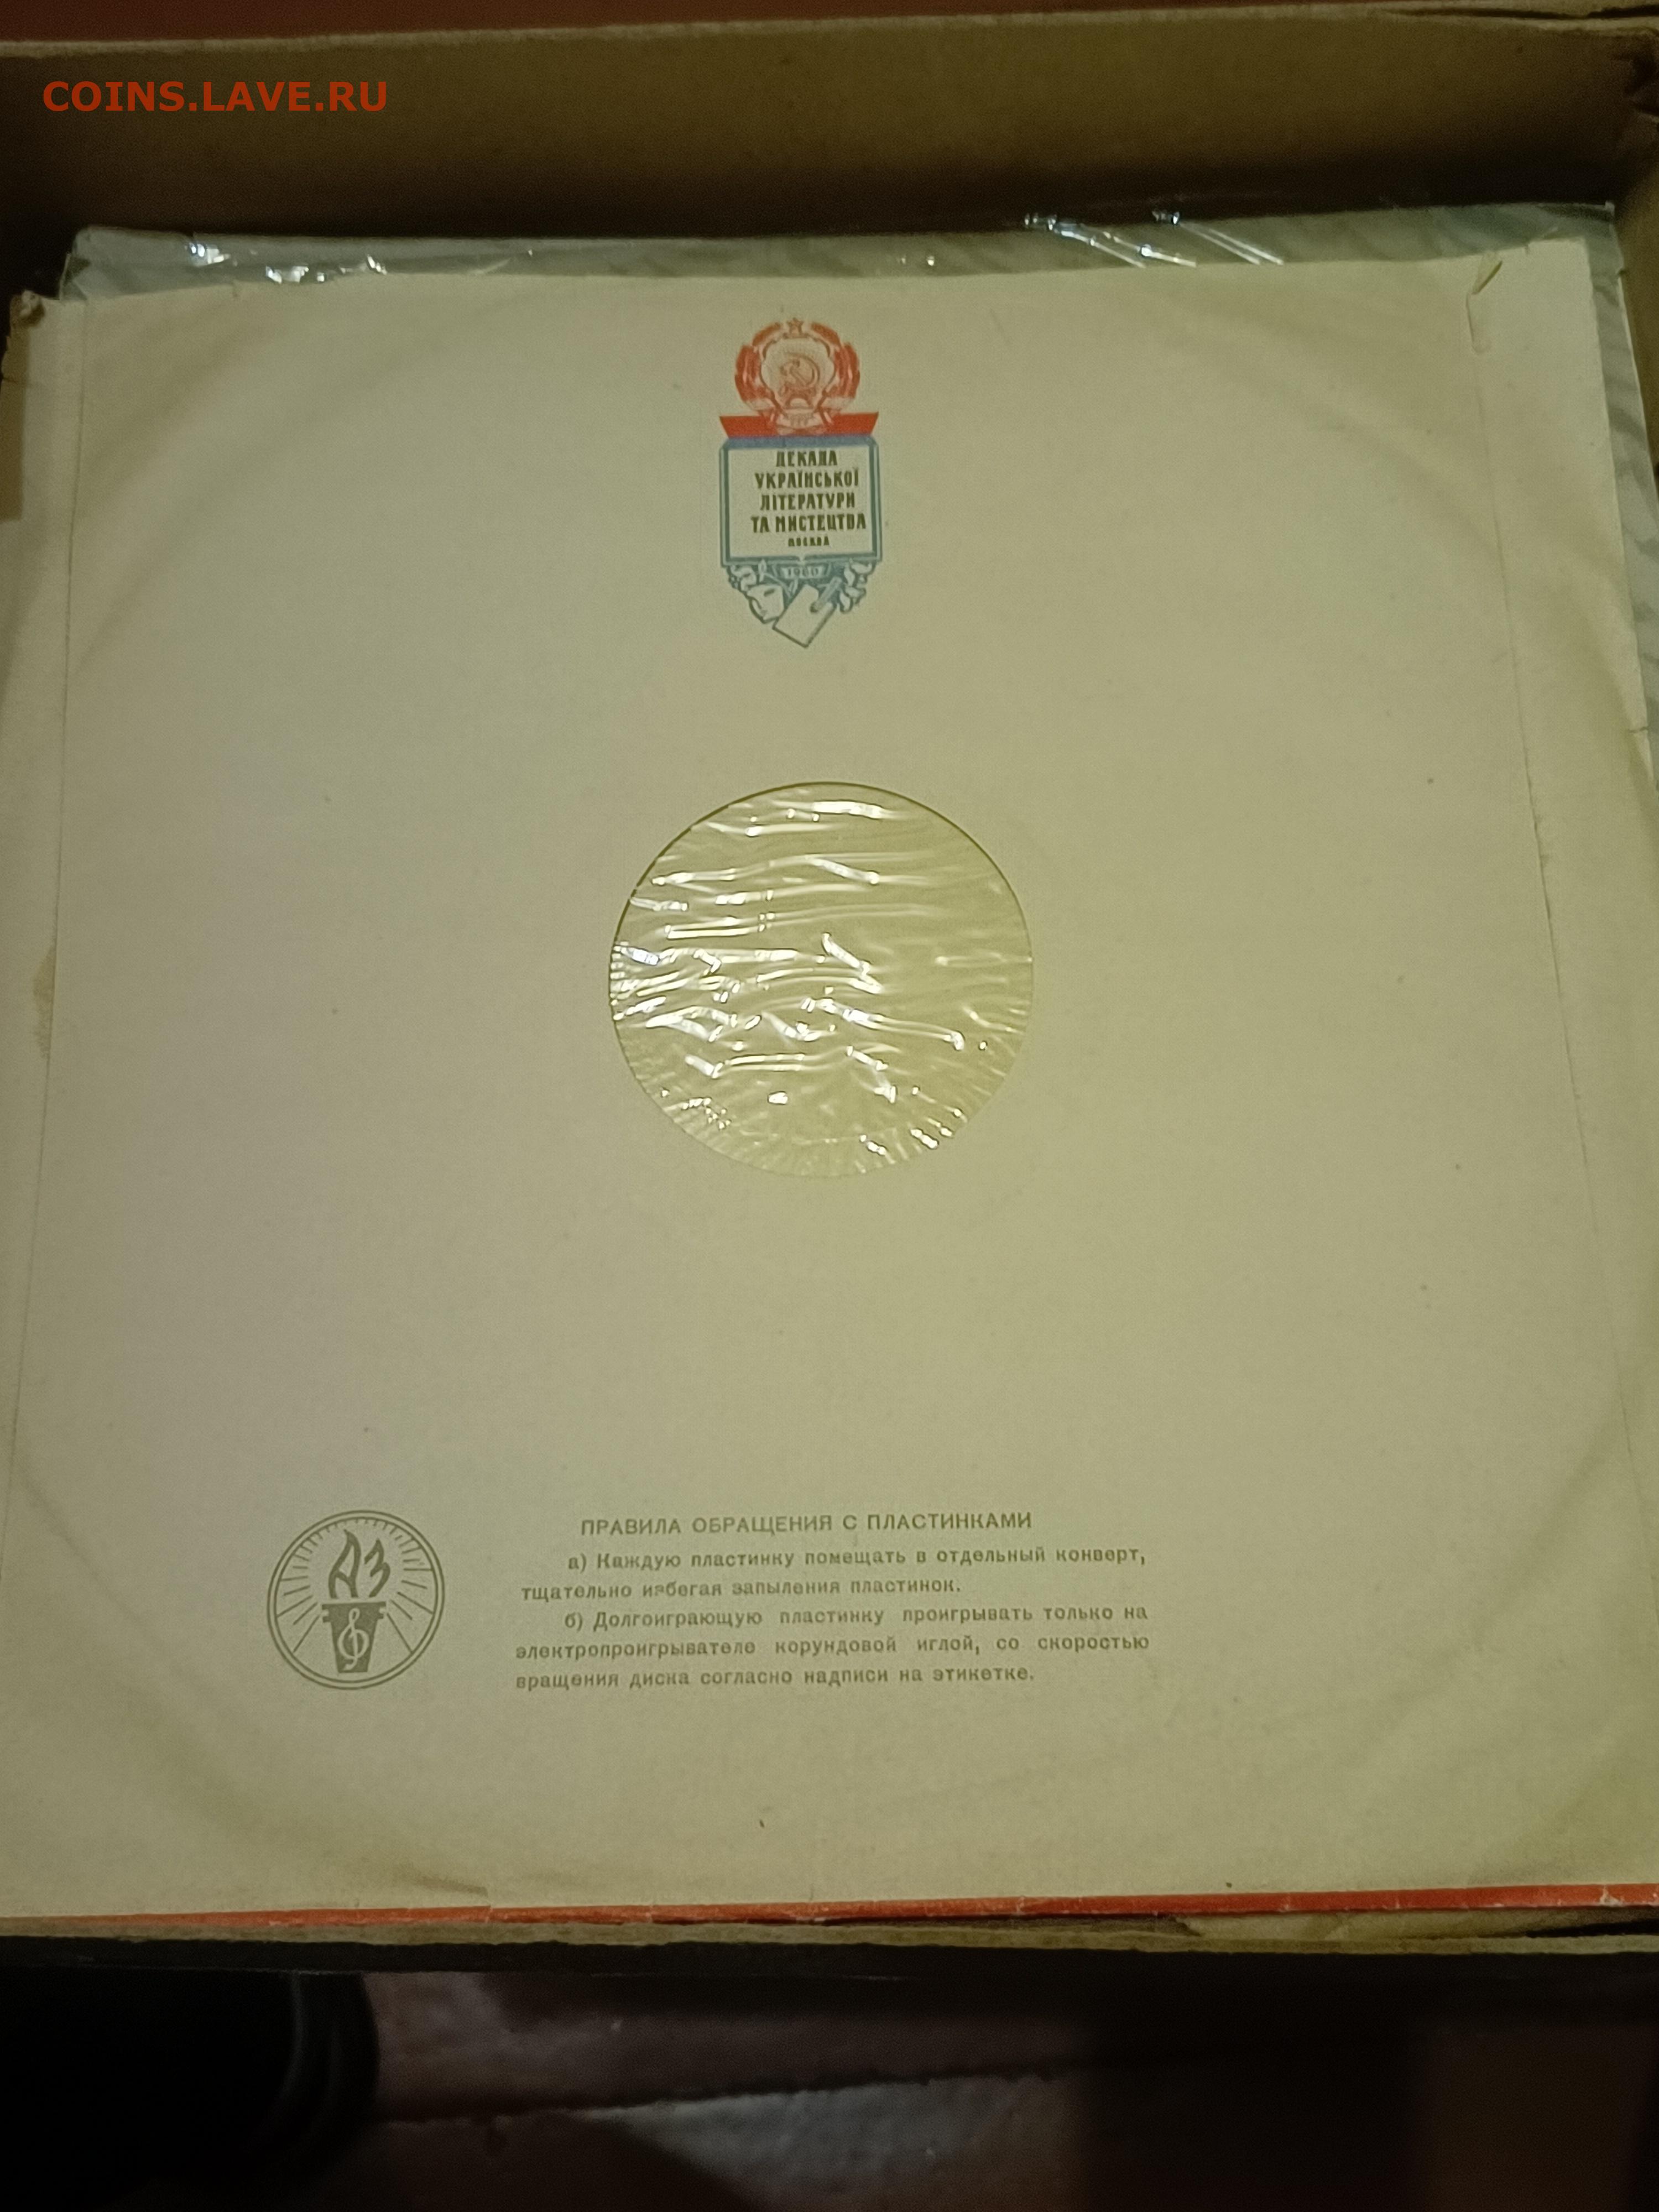 COINS.LAVE.RU
ДЕКАДА
УКРАЇНСЬКОЇ
ЛІТЕРАТУРИ
ТА МИСТЕЦТВА
МОСКВА
1960
АЗ
ПРАВИЛА ОБРАЩЕНИЯ С ПЛАСТИНКАМИ
а) Каждую пластинку помещать в отдельный конверт,
тщательно избегая запыления пластинок.
б) Долгоиграющую пластинку проигрывать только на
электропроигрывателе корундовой иглой, со скоростью
вращения диска согласно надписи на этикетке.